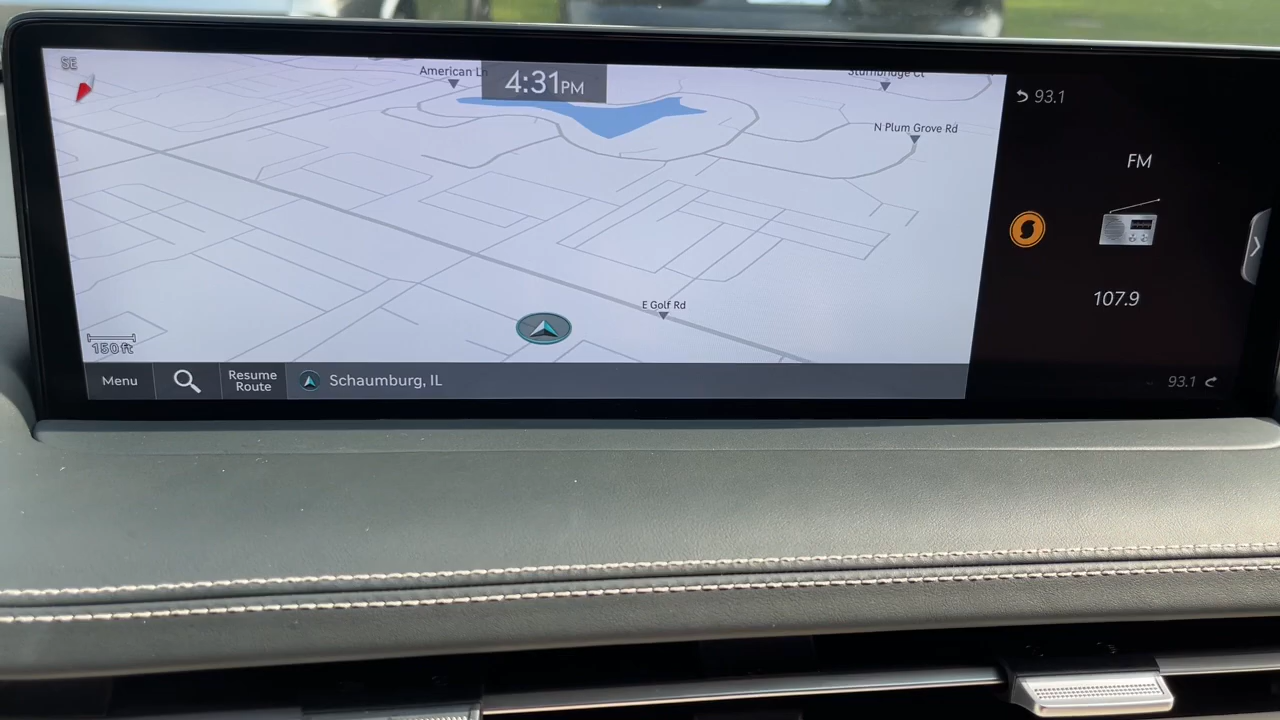 SE
American Ln
4:31PM
Sturnbridge Ct
N Plum Grove Rd
E Golf Rd
150 ft
Menu
Resume
Route
Schaumburg, IL
93.1
FM
107.9
93.1